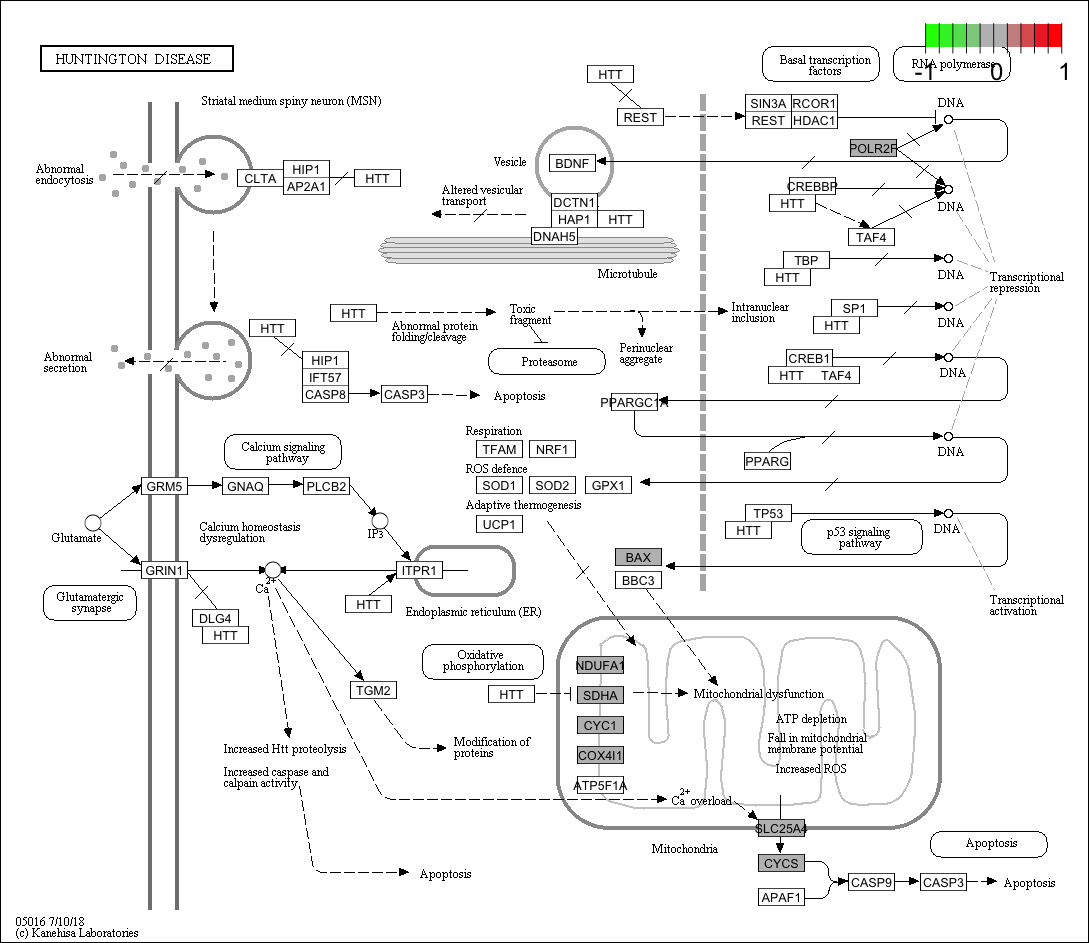 HUNTINGTON DISEASE
-1 0 1
Basal transcription
factors
RNA polymerase
Striatal medium spiny neuron (MSN)
HTT
REST
SIN3A RCOR1
REST HDAC1
DNA
POLR2F
Abnormal
endocytosis
CLTA
HIP1
AP2A1
HTT
Vesicle
BDNF
Altered vesicular
transport
DCTN1
HAP1 HTT
DNAH5
Microtubule
CREBBP
HTT
DNA
TAF4
TBP
HTT
DNA
Transcriptional
repression
SP1
HTT
DNA
HTT
Abnormal protein
folding/cleavage
Toxic
fragment
Intranuclear
inclusion
Proteasome
Perinuclear
aggregate
Abnormal
secretion
HTT
HIP1
IFT57
CASP8
CASP3
Apoptosis
CREB1
HTT TAF4
DNA
PPARGC1A
PPARG
DNA
Respiration
TFAM NRF1
ROS defence
SOD1 SOD2 GPX1
Adaptive thermogenesis
UCP1
Calcium signaling
pathway
GRM5 GNAQ PLCB2
Glutamate
Calcium homeostasis
dysregulation
IP3
GRIN1
Ca2+
ITPR1
HTT
Endoplasmic reticulum (ER)
Glutamatergic
synapse
DLG4
HTT
TP53
HTT
p53 signaling
pathway
DNA
BAX
BBC3
Transcriptional
activation
Oxidative
phosphorylation
TGM2
HTT
NDUFA1
SDHA
CYC1
COX4I1
ATP5F1A
Mitochondrial dysfunction
ATP depletion
Fall in mitochondrial
membrane potential
Increased ROS
Increased Htt proteolysis
Increased caspase and
calpain activity
Modification of
proteins
Ca2+ overload
SLC25A4
Mitochondria
Apoptosis
CYCS
APAF1
CASP9 CASP3 Apoptosis
Apoptosis
05016 7/10/18
(c) Kanehisa Laboratories